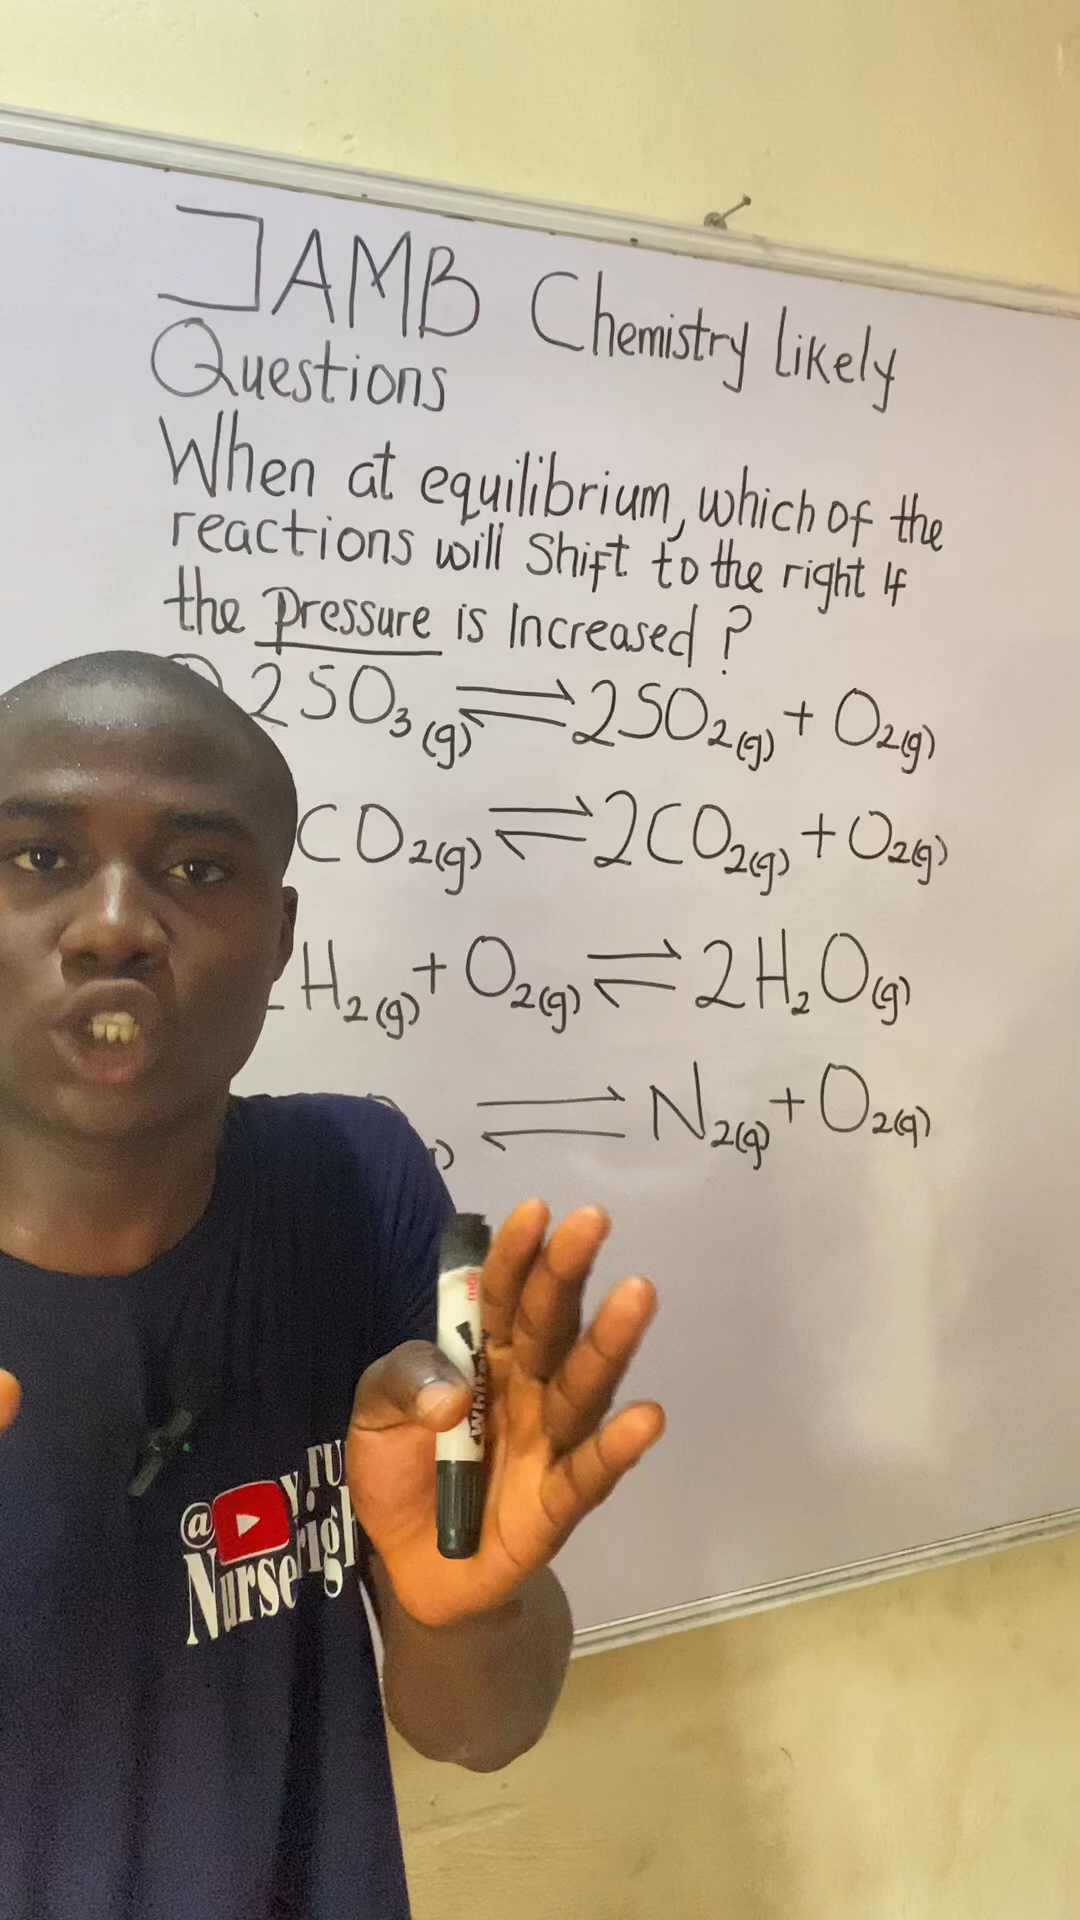 JAMB Chemistry Likely
Questions
When at equilibrium, which of the
reactions will Shift to the right If
the Pressure is Increased ?
2SO₃(g) ⇌ 2SO₂(g) + O₂(g)
CO₂(g) ⇌ 2CO₂(g) + O₂(g)
H₂(g) + O₂(g) ⇌ 2H₂O(g)
⇌ N₂(g) + O₂(g)
@
Nurse